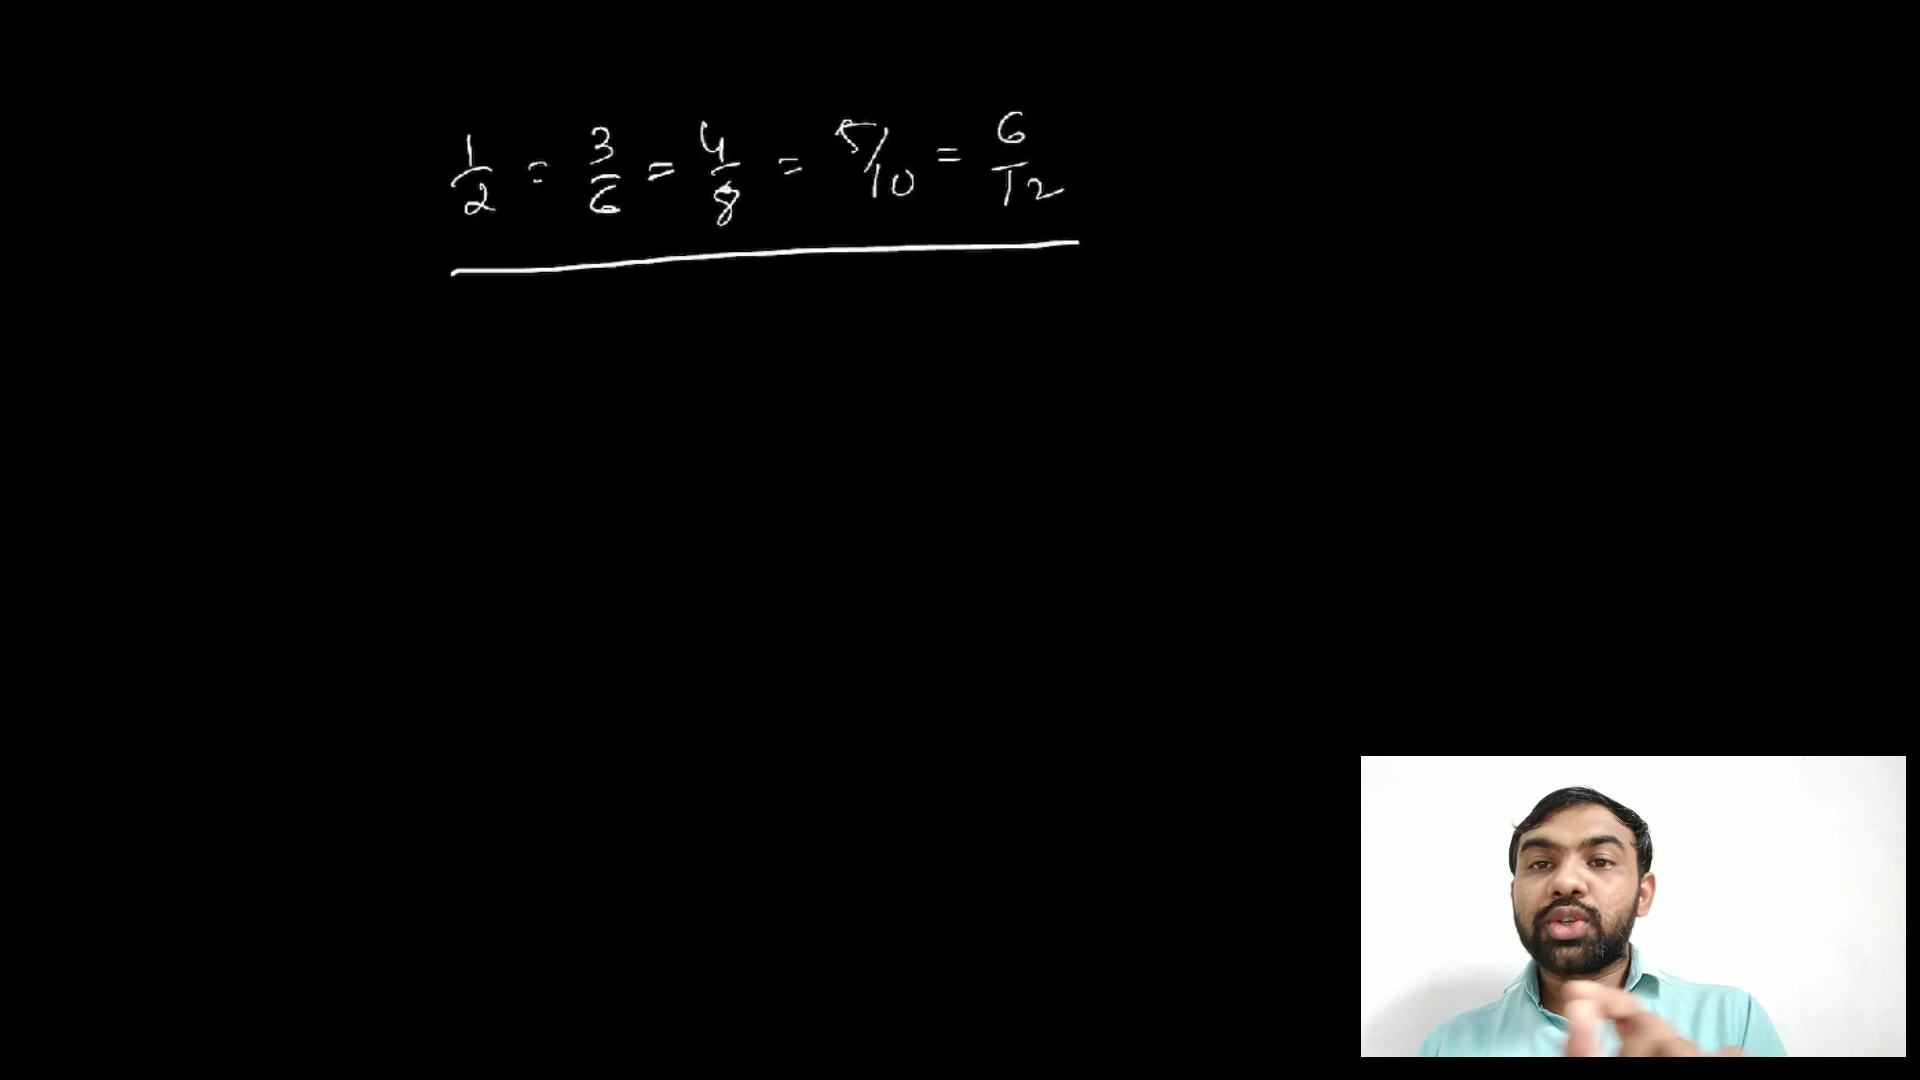 1/2 = 3/6 = 4/8 = 5/10 = 6/12